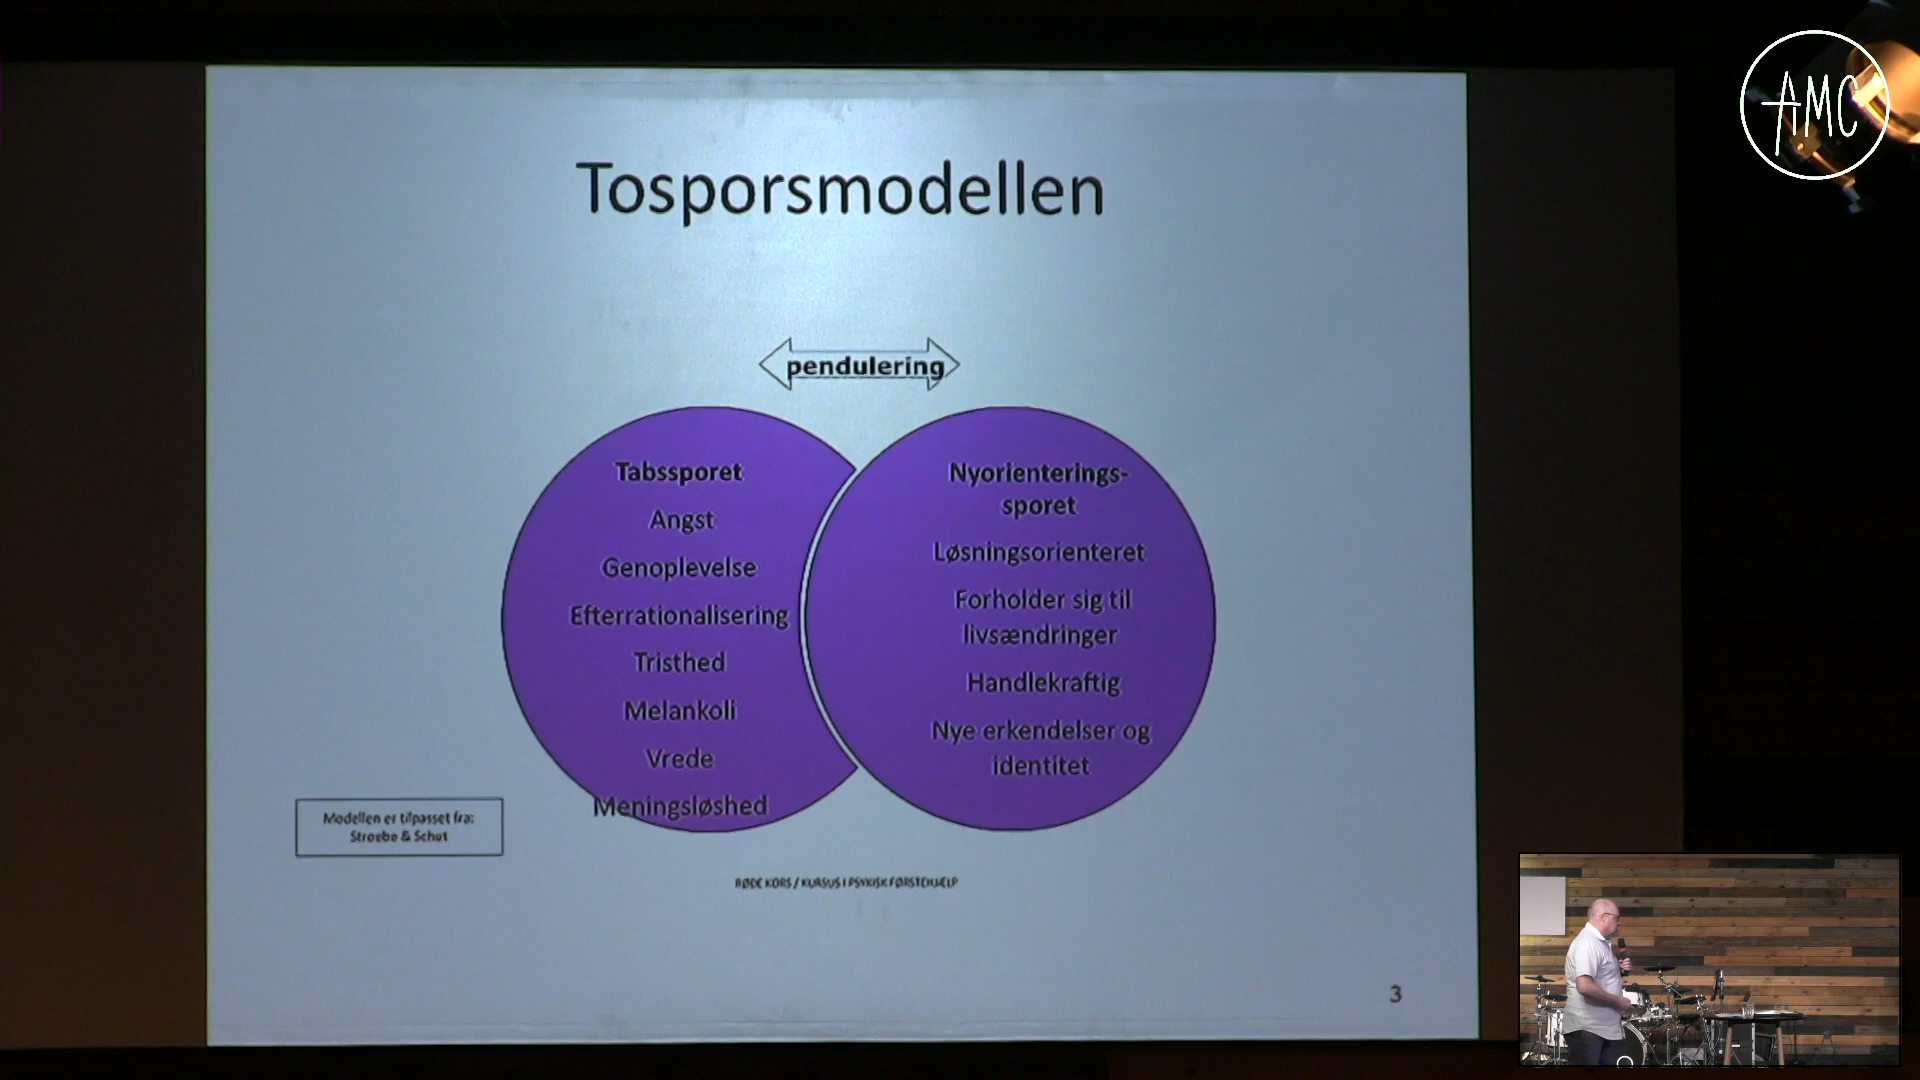 AMC
Tosporsmodellen
pendulering
Tabssporet
Angst
Genoplevelse
Efterrationalisering
Tristhed
Melankoli
Vrede
Meningsløshed
Nyorienterings-
sporet
Løsningsorienteret
Forholder sig til
livsændringer
Handlekraftig
Nye erkendelser og
identitet
Modellen er tilpasset fra:
Stroebe & Schut
RØDE KORS / KURSUS I PSYKISK FØRSTEHJÆLP
3